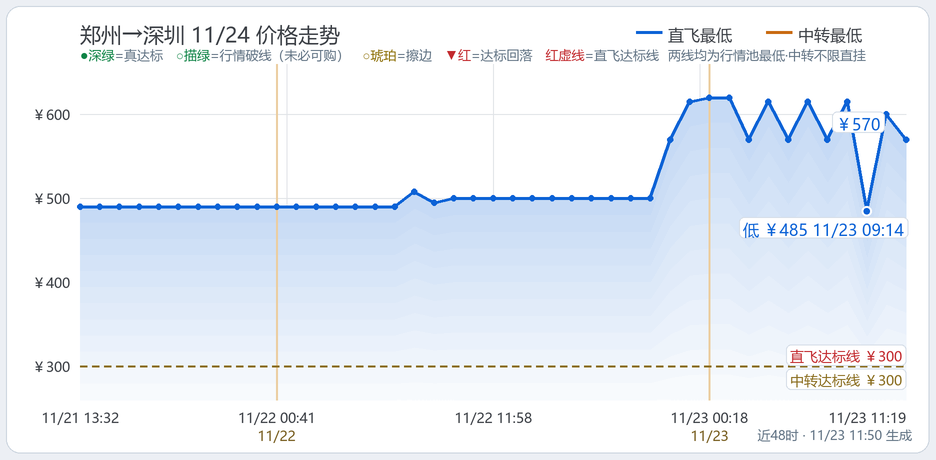 郑州→深圳 11/24 价格走势
直飞最低 中转最低
●深绿=真达标 ○描绿=行情破线（未必可购） ○琥珀=擦边 ▼红=达标回落 红虚线=直飞达标线 两线均为行情池最低·中转不限直挂
￥600
￥570
￥500
低 ￥485 11/23 09:14
￥400
直飞达标线 ￥300
￥300
中转达标线 ￥300
11/21 13:32 11/22 00:41 11/22 11:58 11/23 00:18 11/23 11:19
11/22 11/23 近48时 · 11/23 11:50 生成